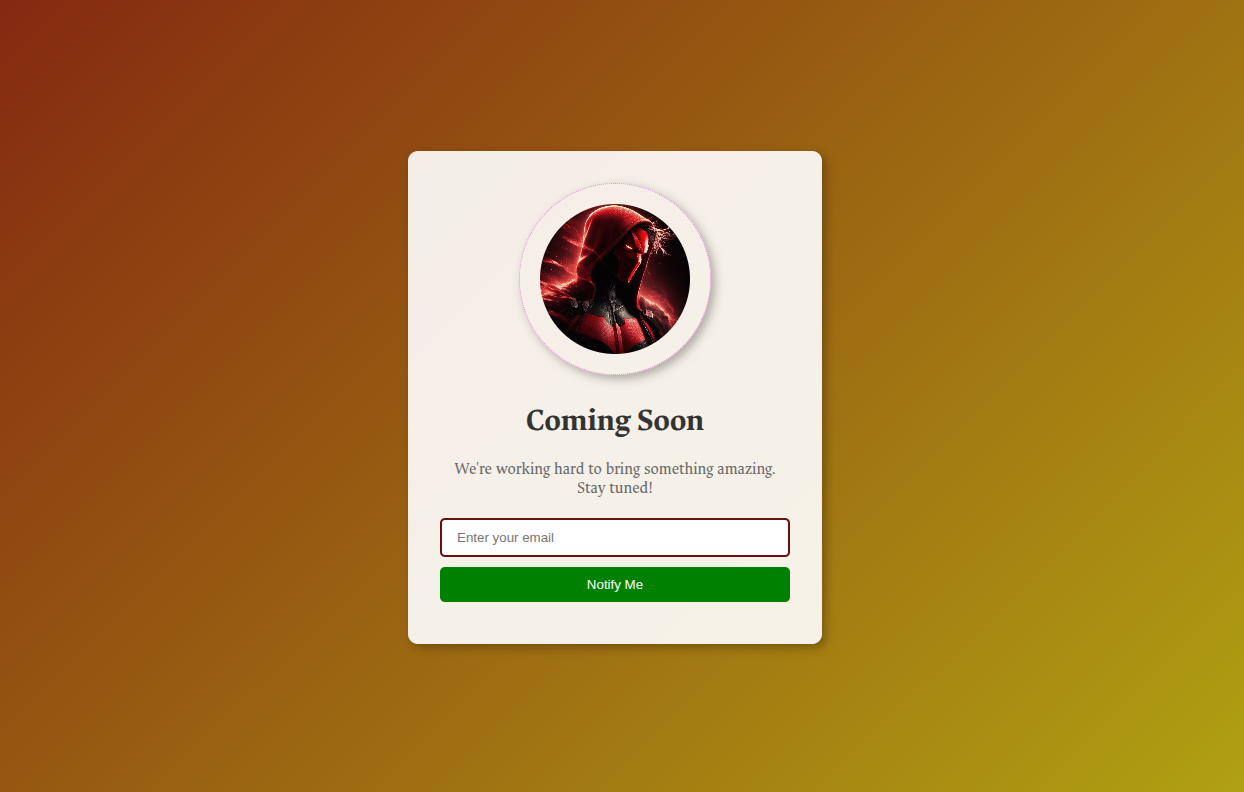 Coming Soon
We're working hard to bring something amazing.
Stay tuned!
Enter your email
Notify Me